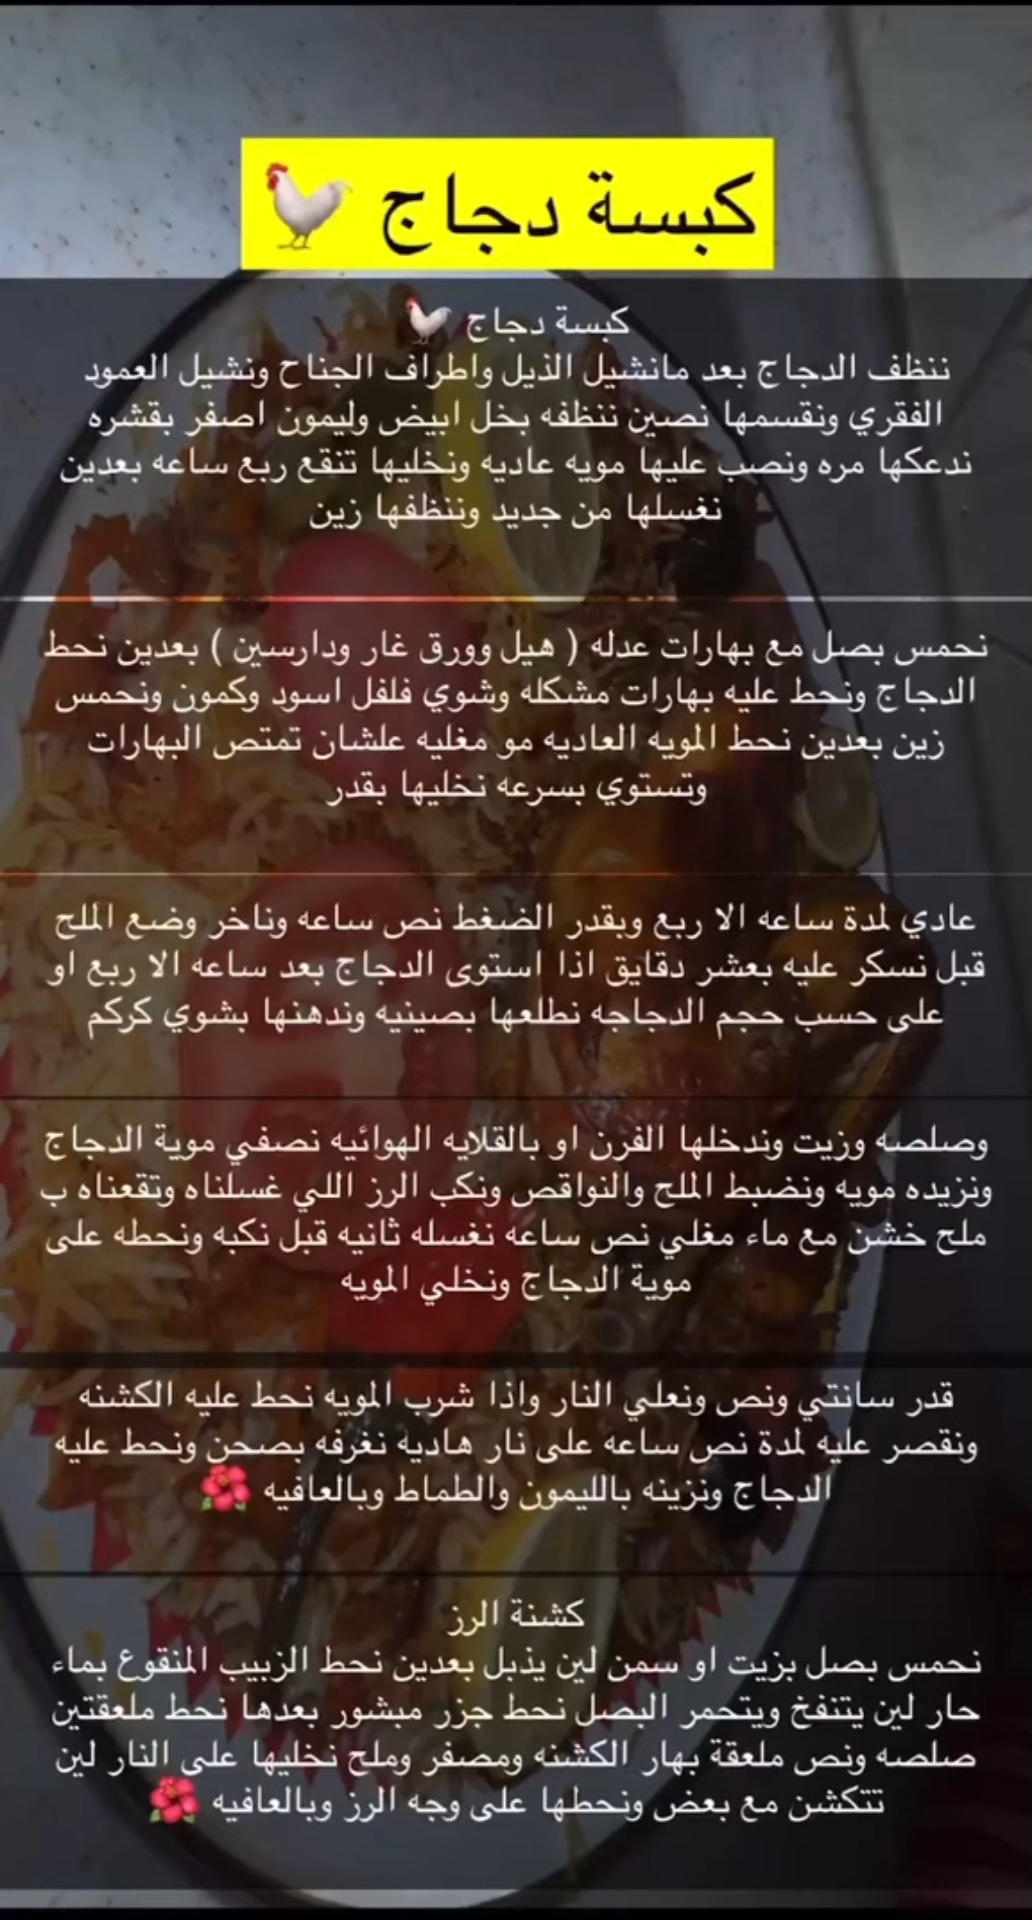 كبسة دجاج 🐓
كبسة دجاج 🐓
ننظف الدجاج بعد مانشيل الذيل واطراف الجناح ونشيل العمود
الفقري ونقسمها نصين ننظفه بخل ابيض وليمون اصفر بقشره
ندعكها مره ونصب عليها مويه عاديه ونخليها تنقع ربع ساعه بعدين
نغسلها من جديد وننظفها زين
نحمس بصل مع بهارات عدله ( هيل وورق غار ودارسين ) بعدين نحط
الدجاج ونحط عليه بهارات مشكله وشوي فلفل اسود وكمون ونحمس
زين بعدين نحط المويه العاديه مو مغليه علشان تمتص البهارات
وتستوي بسرعه نخليها بقدر
عادي لمدة ساعه الا ربع وبقدر الضغط نص ساعه وناخر وضع الملح
قبل نسكر عليه بعشر دقايق اذا استوى الدجاج بعد ساعه الا ربع او
على حسب حجم الدجاجه نطلعها بصينيه وندهنها بشوي كركم
وصلصه وزيت وندخلها الفرن او بالقلايه الهوائيه نصفي موية الدجاج
ونزيده مويه ونضبط الملح والنواقص ونكب الرز اللي غسلناه وتقعناه ب
ملح خشن مع ماء مغلي نص ساعه نغسله ثانيه قبل نكبه ونحطه على
موية الدجاج ونخلي المويه
قدر سانتي ونص ونعلي النار واذا شرب المويه نحط عليه الكشنه
ونقصر عليه لمدة نص ساعه على نار هاديه نغرفه بصحن ونحط عليه
الدجاج ونزينه بالليمون والطماط وبالعافيه 🌺
كشنة الرز
نحمس بصل بزيت او سمن لين يذبل بعدين نحط الزبيب المنقوع بماء
حار لين يتنفخ ويتحمر البصل نحط جزر مبشور بعدها نحط ملعقتين
صلصه ونص ملعقة بهار الكشنه ومصفر وملح نخليها على النار لين
تتكشن مع بعض ونحطها على وجه الرز وبالعافيه 🌺